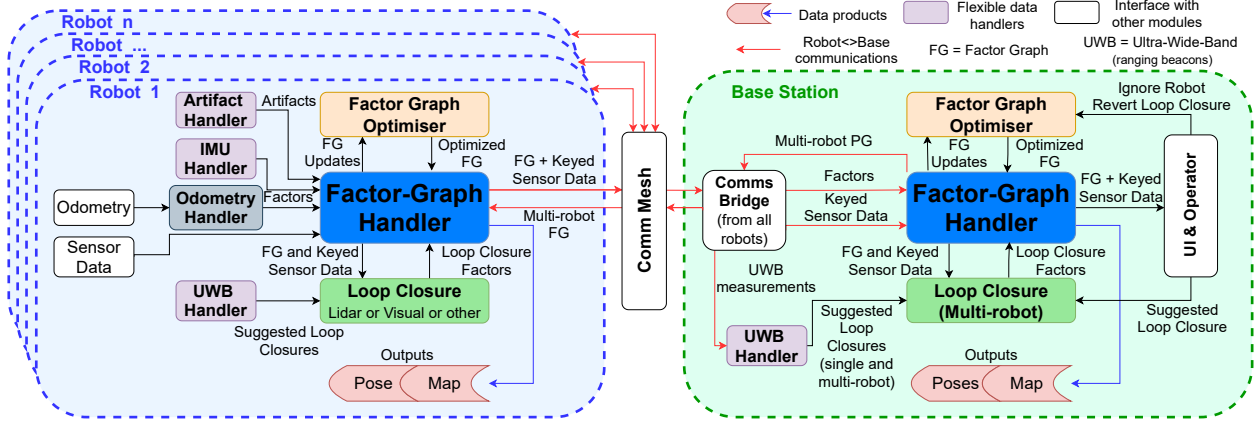 Data products
Flexible data
handlers
Interface with
other modules
Robot<>Base
communications
FG = Factor Graph
UWB = Ultra-Wide-Band
(ranging beacons)
Robot n
Robot ...
Robot 2
Robot 1
Artifact
Handler
Artifacts
IMU
Handler
Odometry
Odometry
Handler
Factors
Sensor
Data
UWB
Handler
Suggested Loop
Closures
Factor Graph
Optimiser
FG
Updates
Optimized
FG
Factor-Graph
Handler
FG + Keyed
Sensor Data
Multi-robot
FG
FG and Keyed
Sensor Data
Loop Closure
Factors
Loop Closure
Lidar or Visual or other
Outputs
Pose
Map
Comm Mesh
Base Station
Multi-robot PG
Comms
Bridge
(from all
robots)
Factors
Keyed
Sensor Data
UWB
measurements
UWB
Handler
Suggested
Loop
Closures
(single and
multi-robot)
Factor Graph
Optimiser
FG
Updates
Optimized
FG
Factor-Graph
Handler
FG and Keyed
Sensor Data
Loop Closure
Factors
Loop Closure
(Multi-robot)
Outputs
Poses
Map
Ignore Robot
Revert Loop Closure
FG + Keyed
Sensor Data
UI & Operator
Suggested
Loop Closure